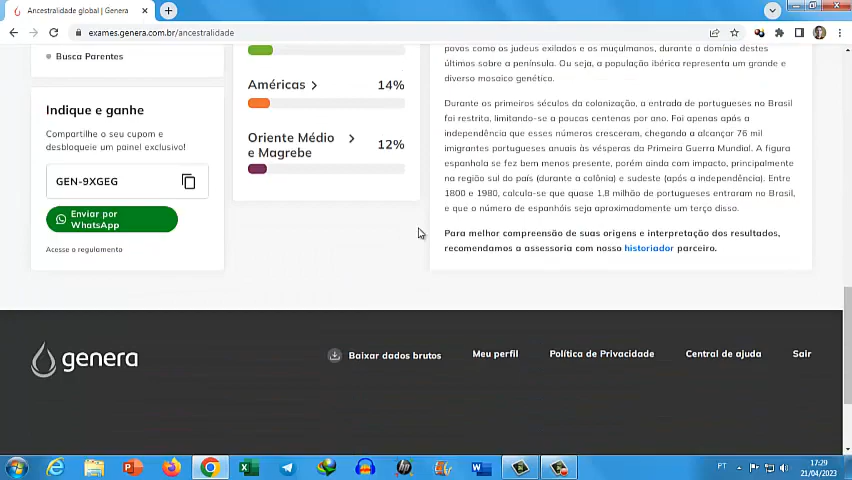 Ancestralidade global | Genera
exames.genera.com.br/ancestralidade
Busca Parentes
Indique e ganhe
Compartilhe o seu cupom e
desbloqueie um painel exclusivo!
GEN-9XGEG
Enviar por
WhatsApp
Acesse o regulamento
Américas 14%
Oriente Médio
e Magrebe 12%
povos como os judeus exilados e os muçulmanos, durante o domínio destes
últimos sobre a península. Ou seja, a população ibérica representa um grande e
diverso mosaico genético.
Durante os primeiros séculos da colonização, a entrada de portugueses no Brasil
foi restrita, limitando-se a poucas centenas por ano. Foi apenas após a
independência que esses números cresceram, chegando a alcançar 76 mil
imigrantes portugueses anuais às vésperas da Primeira Guerra Mundial. A figura
espanhola se fez bem menos presente, porém ainda com impacto, principalmente
na região sul do país (durante a colônia) e sudeste (após a independência). Entre
1800 e 1980, calcula-se que quase 1,8 milhão de portugueses entraram no Brasil,
e que o número de espanhóis seja aproximadamente um terço disso.
Para melhor compreensão de suas origens e interpretação dos resultados,
recomendamos a assessoria com nosso historiador parceiro.
genera
Baixar dados brutos
Meu perfil
Política de Privacidade
Central de ajuda
Sair
PT
17:29
21/04/2023